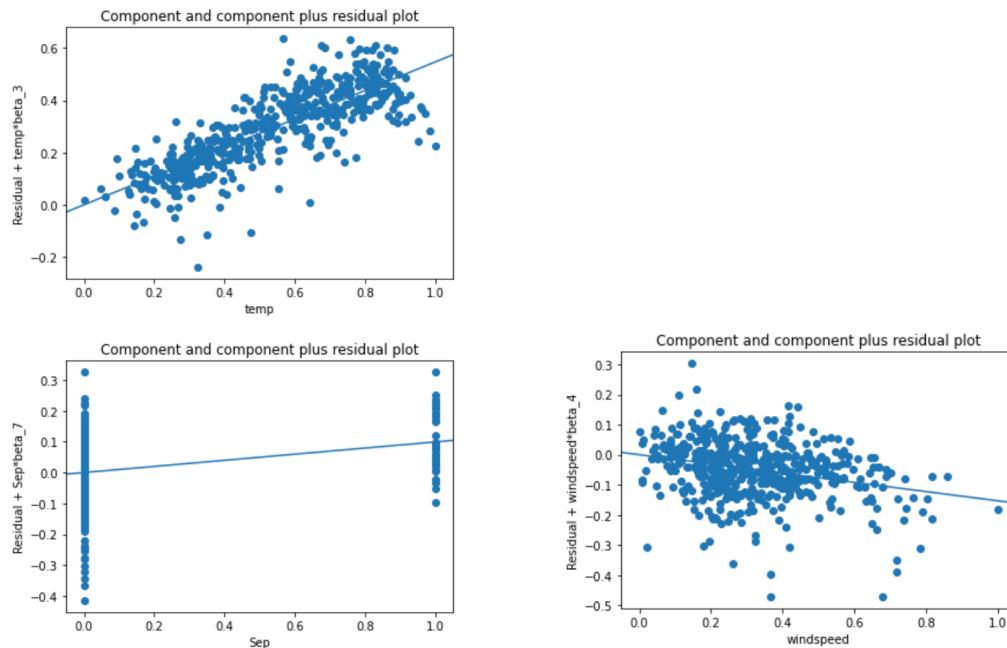 Component and component plus residual plot
Residual + temp*beta_3
0.6
0.4
0.2
0.0
−0.2
0.0 0.2 0.4 0.6 0.8 1.0
temp
Component and component plus residual plot
Residual + Sep*beta_7
0.3
0.2
0.1
0.0
−0.1
−0.2
−0.3
−0.4
0.0 0.2 0.4 0.6 0.8 1.0
Sep
Component and component plus residual plot
Residual + windspeed*beta_4
0.3
0.2
0.1
0.0
−0.1
−0.2
−0.3
−0.4
−0.5
0.0 0.2 0.4 0.6 0.8 1.0
windspeed